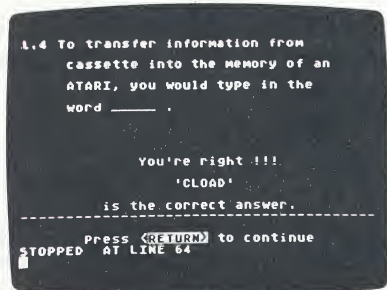 1.4 To transfer information from
cassette into the memory of an
ATARI, you would type in the
word _____ .
You're right !!!
'CLOAD'
is the correct answer.
--------------------------------------
Press <RETURN> to continue
STOPPED AT LINE 64